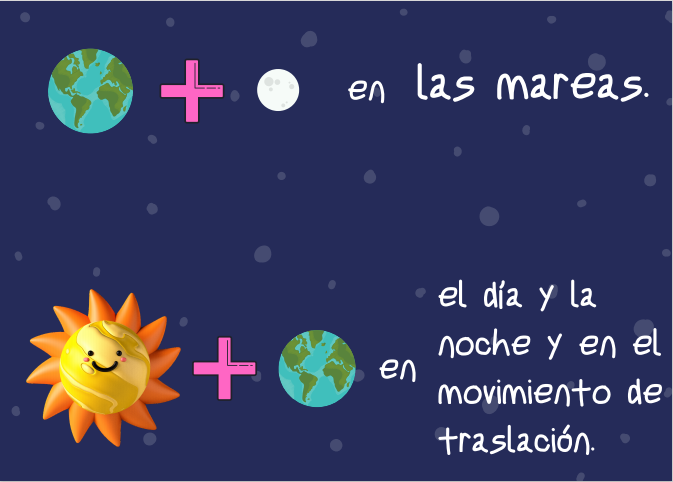 en las mareas.
en
el día y la
noche y en el
movimiento de
traslación.